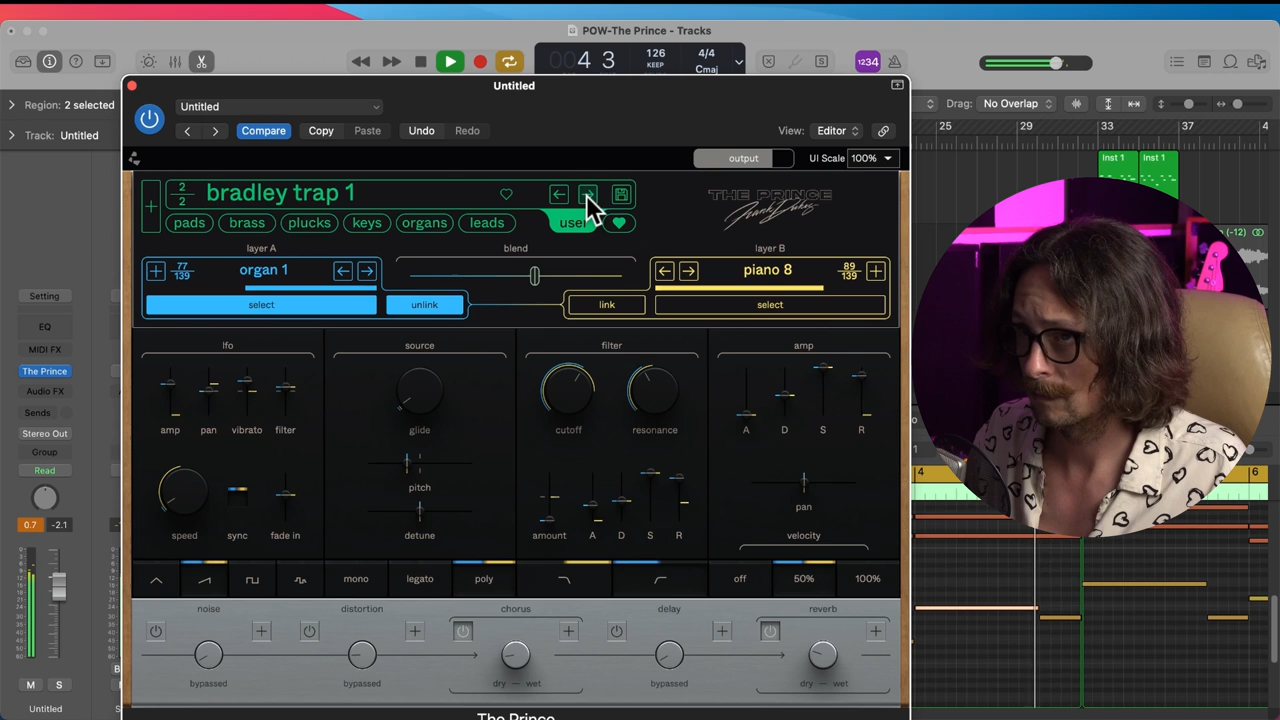 POW-The Prince - Tracks
004 3
126
KEEP
4/4
Cmaj
1234
Region: 2 selected
Track: Untitled
Untitled
Untitled
Compare
Copy
Paste
Undo
Redo
View:
Editor
Drag:
No Overlap
25
29
33
37
output
UI Scale
100%
Inst 1
Inst 1
2
2
bradley trap 1
THE PRINCE
Frank Dukes
pads
brass
plucks
keys
organs
leads
user
(-12)
layer A
blend
layer B
77
139
organ 1
piano 8
89
139
select
unlink
link
select
Setting
EQ
MIDI FX
The Prince
Audio FX
Sends
Stereo Out
Group
Read
0.7
-2.1
lfo
source
filter
amp
amp
pan
vibrato
filter
glide
cutoff
resonance
A
D
S
R
pitch
pan
speed
sync
fade in
detune
amount
A
D
S
R
velocity
mono
legato
poly
off
50%
100%
4
6
noise
distortion
chorus
delay
reverb
bypassed
bypassed
dry — wet
bypassed
dry — wet
M
S
Untitled
The Prince